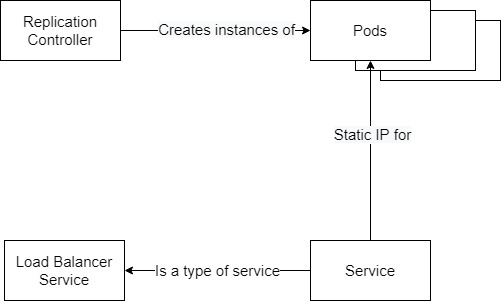 Replication
Controller
Creates instances of
Pods
Static IP for
Load Balancer
Service
Is a type of service
Service